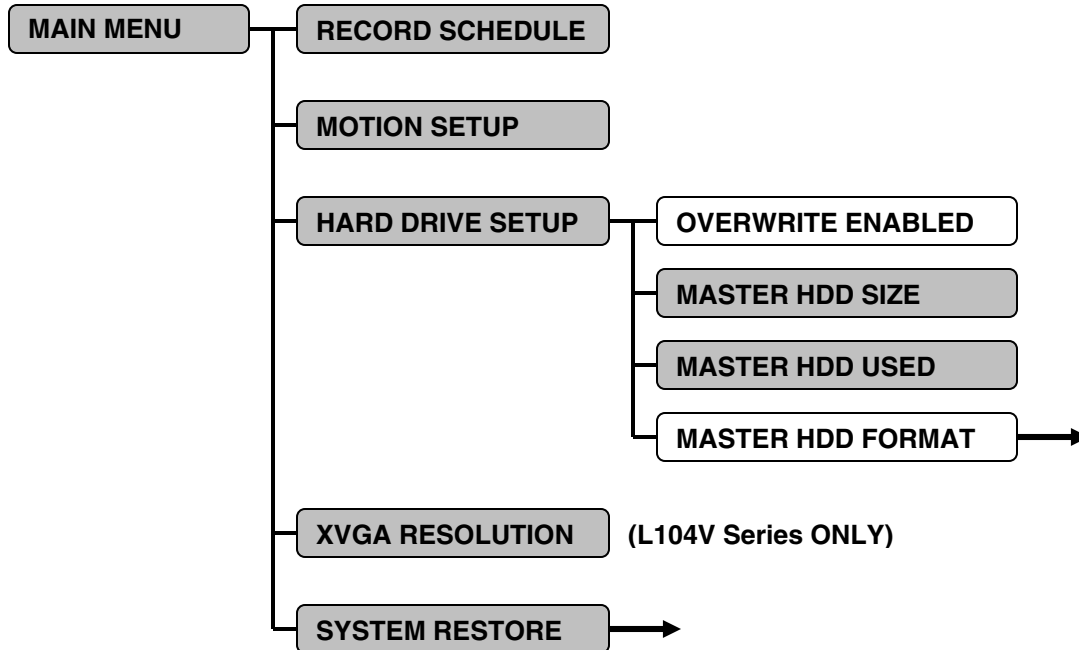 MAIN MENU
RECORD SCHEDULE
MOTION SETUP
HARD DRIVE SETUP
OVERWRITE ENABLED
MASTER HDD SIZE
MASTER HDD USED
MASTER HDD FORMAT
XVGA RESOLUTION (L104V Series ONLY)
SYSTEM RESTORE